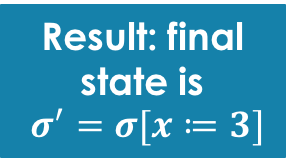 Result: final
state is
σ′ = σ[x ≔ 3]